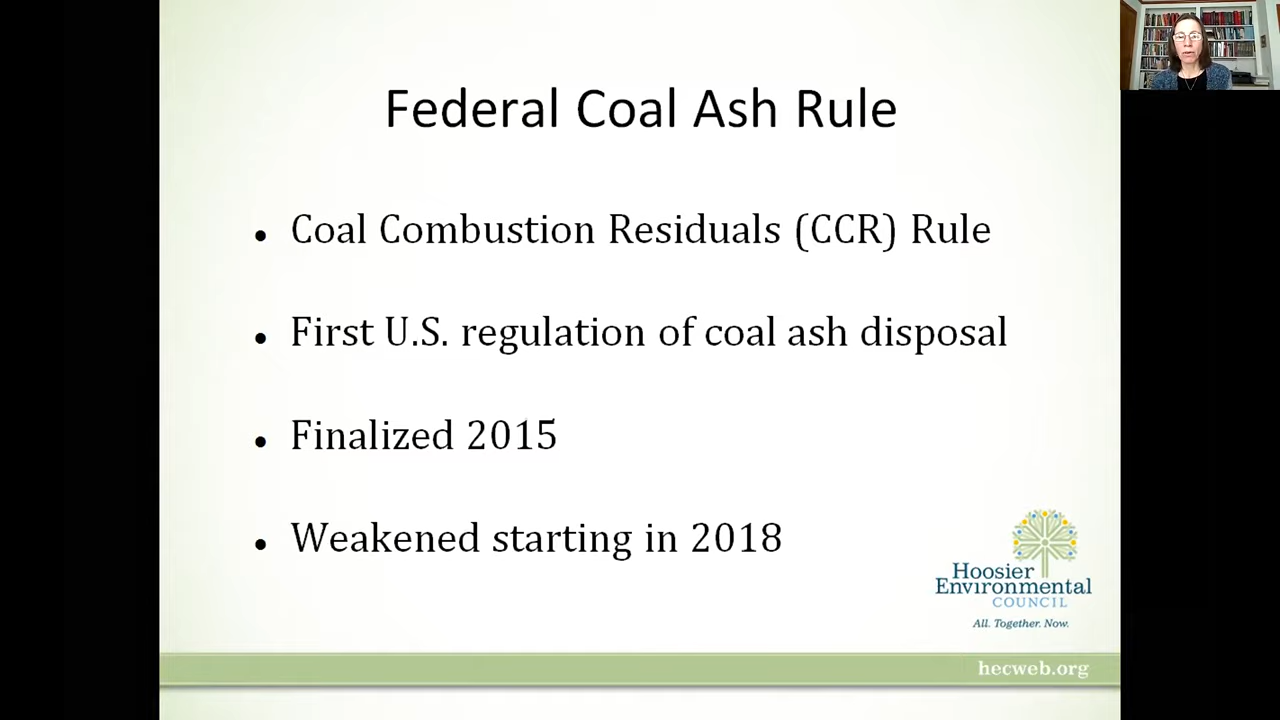 Federal Coal Ash Rule
• Coal Combustion Residuals (CCR) Rule
• First U.S. regulation of coal ash disposal
• Finalized 2015
• Weakened starting in 2018
Hoosier
Environmental
COUNCIL
All. Together. Now.
hecweb.org